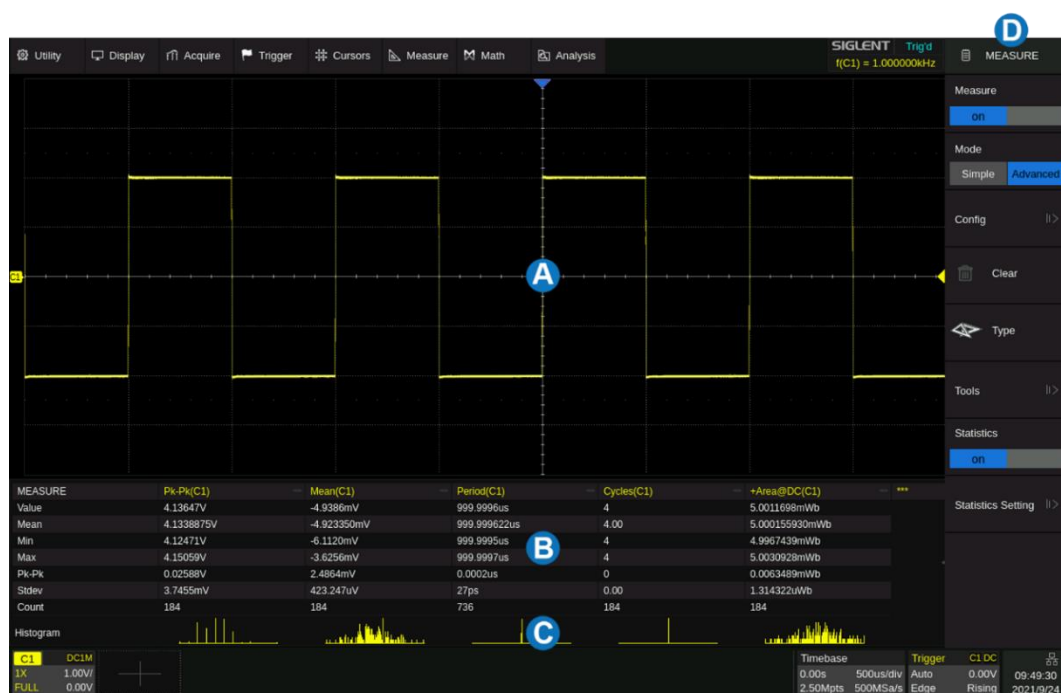 D
Utility Display Acquire Trigger Cursors Measure Math Analysis SIGLENT Trig'd MEASURE
f(C1) = 1.000000kHz
Measure
on
Mode
Simple Advanced
Config
C1 A
Clear
Type
Tools
Statistics
on
MEASURE Pk-Pk(C1) Mean(C1) Period(C1) Cycles(C1) +Area@DC(C1) ***
Value 4.13647V -4.9386mV 999.9996us 4 5.0011698mWb
Statistics Setting
Mean 4.1338875V -4.923350mV 999.999622us 4.00 5.000155930mWb
Min 4.12471V -6.1120mV 999.9995us 4 4.9967439mWb
B
Max 4.15059V -3.6256mV 999.9997us 4 5.0030928mWb
Pk-Pk 0.02588V 2.4864mV 0.0002us 0 0.0063489mWb
Stdev 3.7455mV 423.247uV 27ps 0.00 1.314322uWb
Count 184 184 736 184 184
Histogram C
C1 DC1M Timebase Trigger C1 DC
1X 1.00V/ 0.00s 500us/div Auto 0.00V 09:49:30
FULL 0.00V 2.50Mpts 500MSa/s Edge Rising 2021/9/24